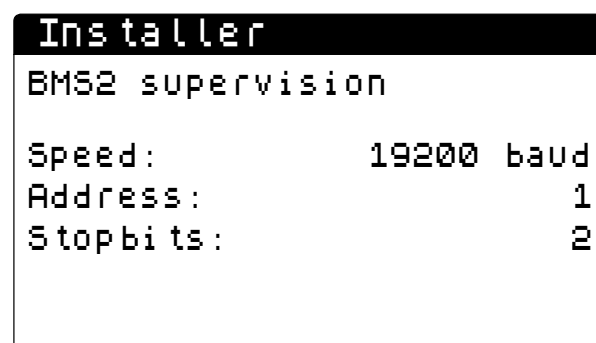 Installer
BMS2 supervision
Speed: 19200 baud
Address: 1
Stopbits: 2